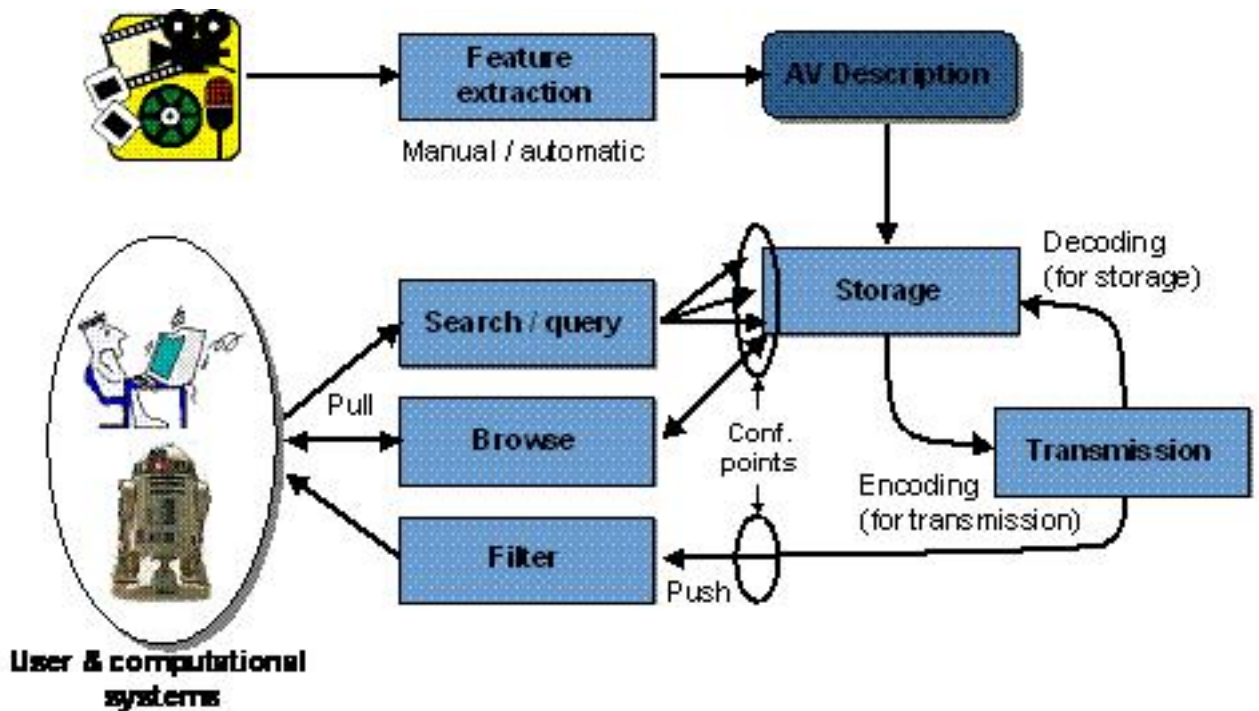 Feature
extraction
AV Description
Manual / automatic
Decoding
(for storage)
Storage
Search / query
Pull
Browse
Conf.
points
Transmission
Encoding
(for transmission)
Filter
Push
User & computational
systems